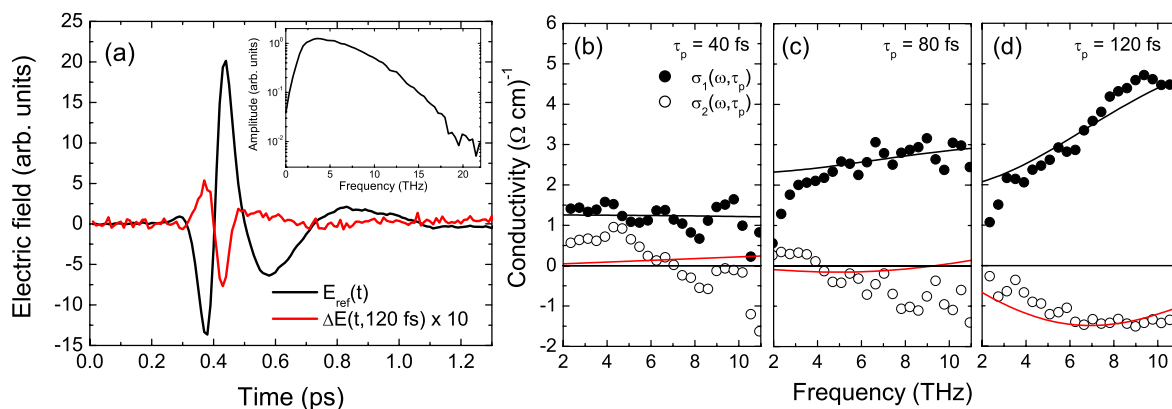 (a)
Electric field (arb. units)
25
20
15
10
5
0
-5
-10
-15
0.0 0.2 0.4 0.6 0.8 1.0 1.2
Time (ps)
E_ref(t)
ΔE(t,120 fs) x 10
Amplitude (arb. units)
10^0
10^-1
10^-2
0 5 10 15 20
Frequency (THz)
Conductivity (Ω cm)^-1
6
5
4
3
2
1
0
-1
-2
(b) τ_p = 40 fs
σ_1(ω,τ_p)
σ_2(ω,τ_p)
2 4 6 8 10
(c) τ_p = 80 fs
2 4 6 8 10
(d) τ_p = 120 fs
2 4 6 8 10
Frequency (THz)